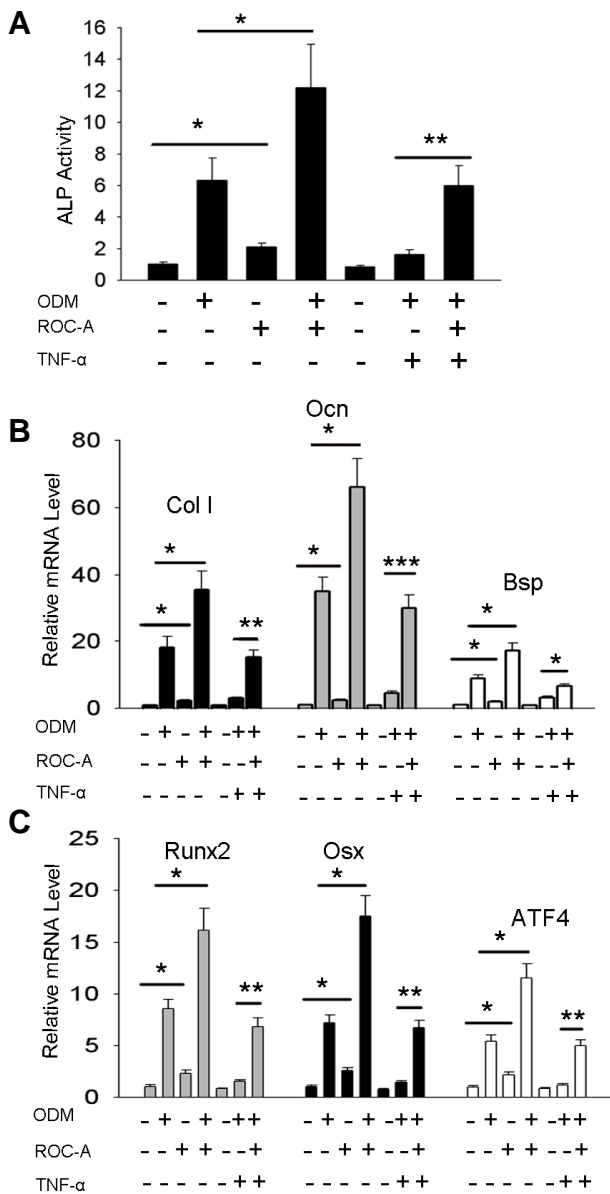 A
ALP Activity
16
14
12
10
8
6
4
2
0
*
*
**
ODM - + - + - + +
ROC-A - - + + - +
TNF-α - - - - - + +
B
Relative mRNA Level
80
60
40
20
0
Col I
Ocn
Bsp
* * **
* * ***
* * *
ODM - + - + - + + - + - + - + + - + - + - + +
ROC-A - - + + - - + - - + + - - + - - + + - - +
TNF-α - - - - - + + - - - - - + + - - - - - + +
C
Relative mRNA Level
25
20
15
10
5
0
Runx2
Osx
ATF4
* * **
* * **
* * **
ODM - + - + - + + - + - + - + + - + - + - + +
ROC-A - - + + - - + - - + + - - + - - + + - - +
TNF-α - - - - - + + - - - - - + + - - - - - + +